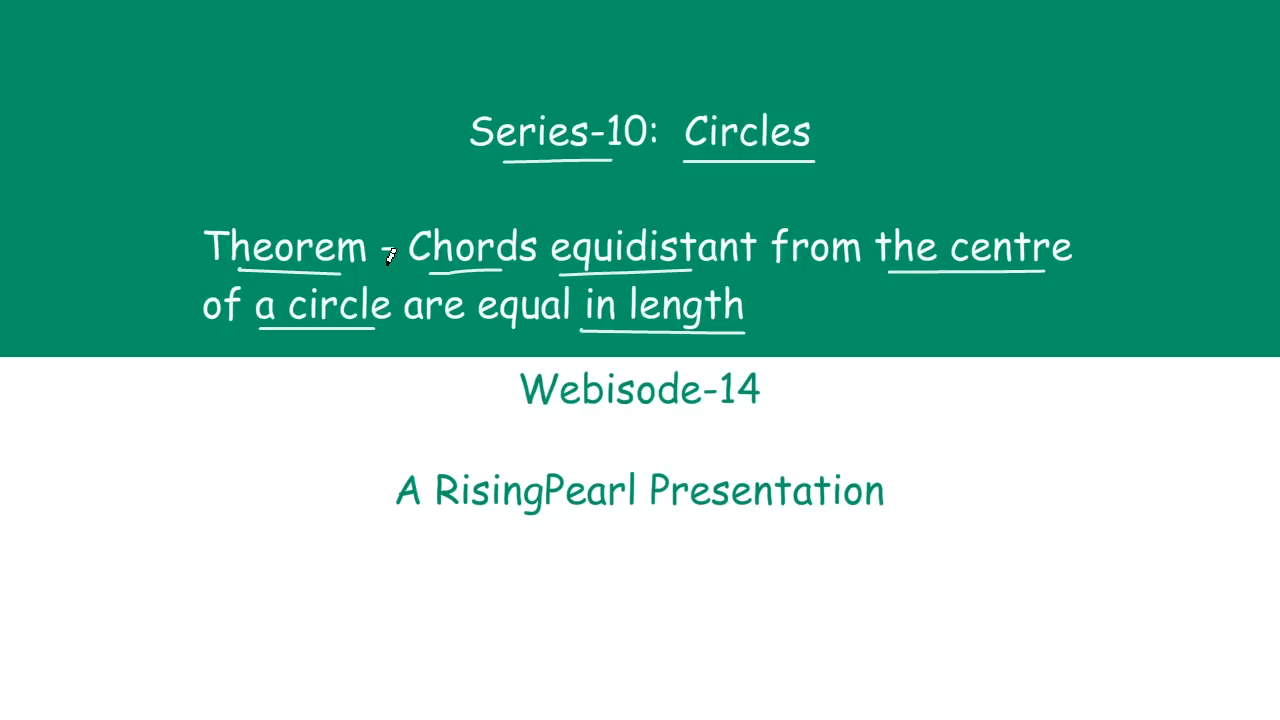 Series-10: Circles
Theorem - Chords equidistant from the centre
of a circle are equal in length
Webisode-14
A RisingPearl Presentation